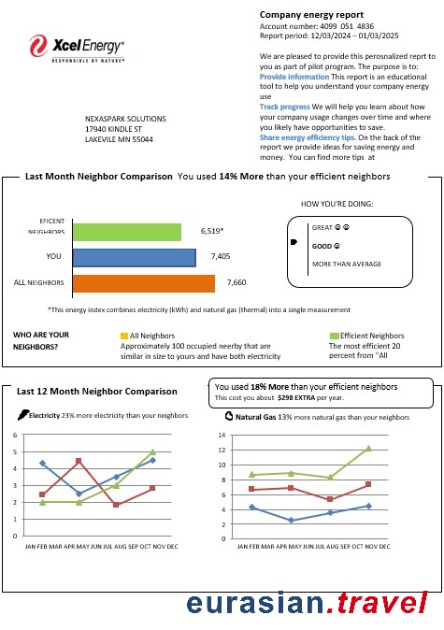 Company energy report
Account number: 4099 051 4836
Report period: 12/03/2024 – 01/03/2025
XcelEnergy®
RESPONSIBLE BY NATURE®
We are pleased to provide this personalized reprt to
you as part of pilot program. The purpose is to:
Provide information This report is an educational
tool to help you understand your company energy
use
Track progress We will help you learn about how
your company usage changes over time and where
you likely have opportunities to save.
Share energy efficiency tips. On the back of the
report we provide ideas for saving energy and
money. You can find more tips at
NEXASPARK SOLUTIONS
17940 KINDLE ST
LAKEVILE MN 55044
Last Month Neighbor Comparison You used 14% More than your efficient neighbors
HOW YOU'RE DOING:
EFICENT
NEIGHBORS
6,519*
YOU
7,405
ALL NEIGHBORS
7,660
GREAT ☺ ☺
GOOD ☺
MORE THAN AVERAGE
*This energy index combines electricity (kWh) and natural gas (thermal) into a single measurement
WHO ARE YOUR
NEIGHBORS?
All Neighbors
Approximately 100 occupied neerby that are
similar in size to yours and have both electricity
Efficient Neighbors
The most efficient 20
percent from "All
Last 12 Month Neighbor Comparison
You used 18% More than your efficient neighbors
This cost you about $298 EXTRA per year.
Electricity 23% more electricity than your neighbors
Natural Gas 13% more natural gas than your neighbors
6
5
4
3
2
1
0
JAN FEB MAR APR MAY JUN JUL AUG SEP OCT NOV DEC
14
12
10
8
6
4
2
0
JAN FEB MAR APR MAY JUN JUL AUG SEP OCT NOV DEC
eurasian.travel